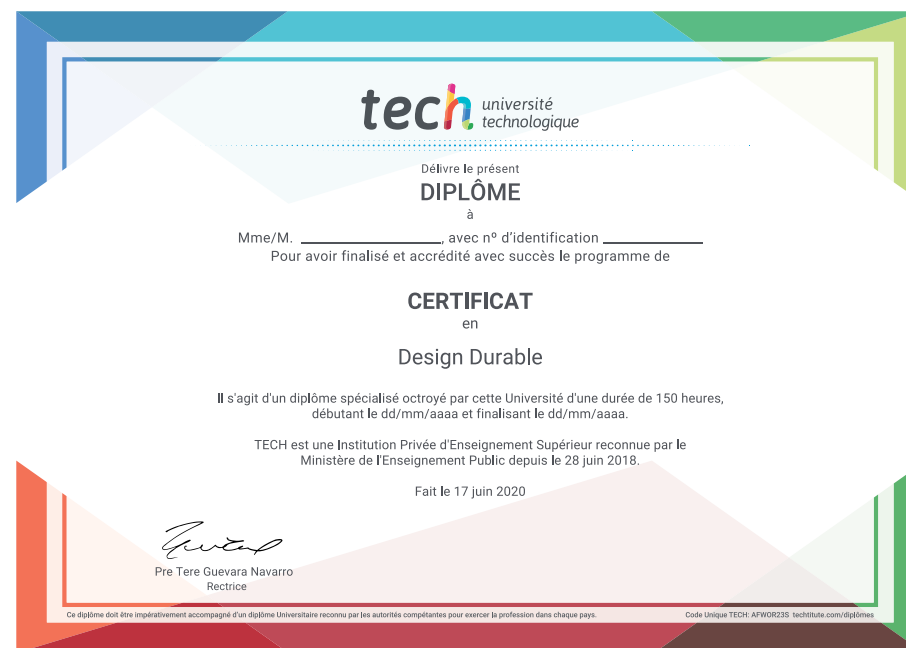 tech université
technologique
Délivre le présent
DIPLÔME
à
Mme/M. ____________________, avec nº d'identification ______________
Pour avoir finalisé et accrédité avec succès le programme de
CERTIFICAT
en
Design Durable
Il s'agit d'un diplôme spécialisé octroyé par cette Université d'une durée de 150 heures,
débutant le dd/mm/aaaa et finalisant le dd/mm/aaaa.
TECH est une Institution Privée d'Enseignement Supérieur reconnue par le
Ministère de l'Enseignement Public depuis le 28 juin 2018.
Fait le 17 juin 2020
Pre Tere Guevara Navarro
Rectrice
Ce diplôme doit être impérativement accompagné d'un diplôme Universitaire reconnu par les autorités compétentes pour exercer la profession dans chaque pays.
Code Unique TECH: AFWOR23S techtitute.com/diplômes